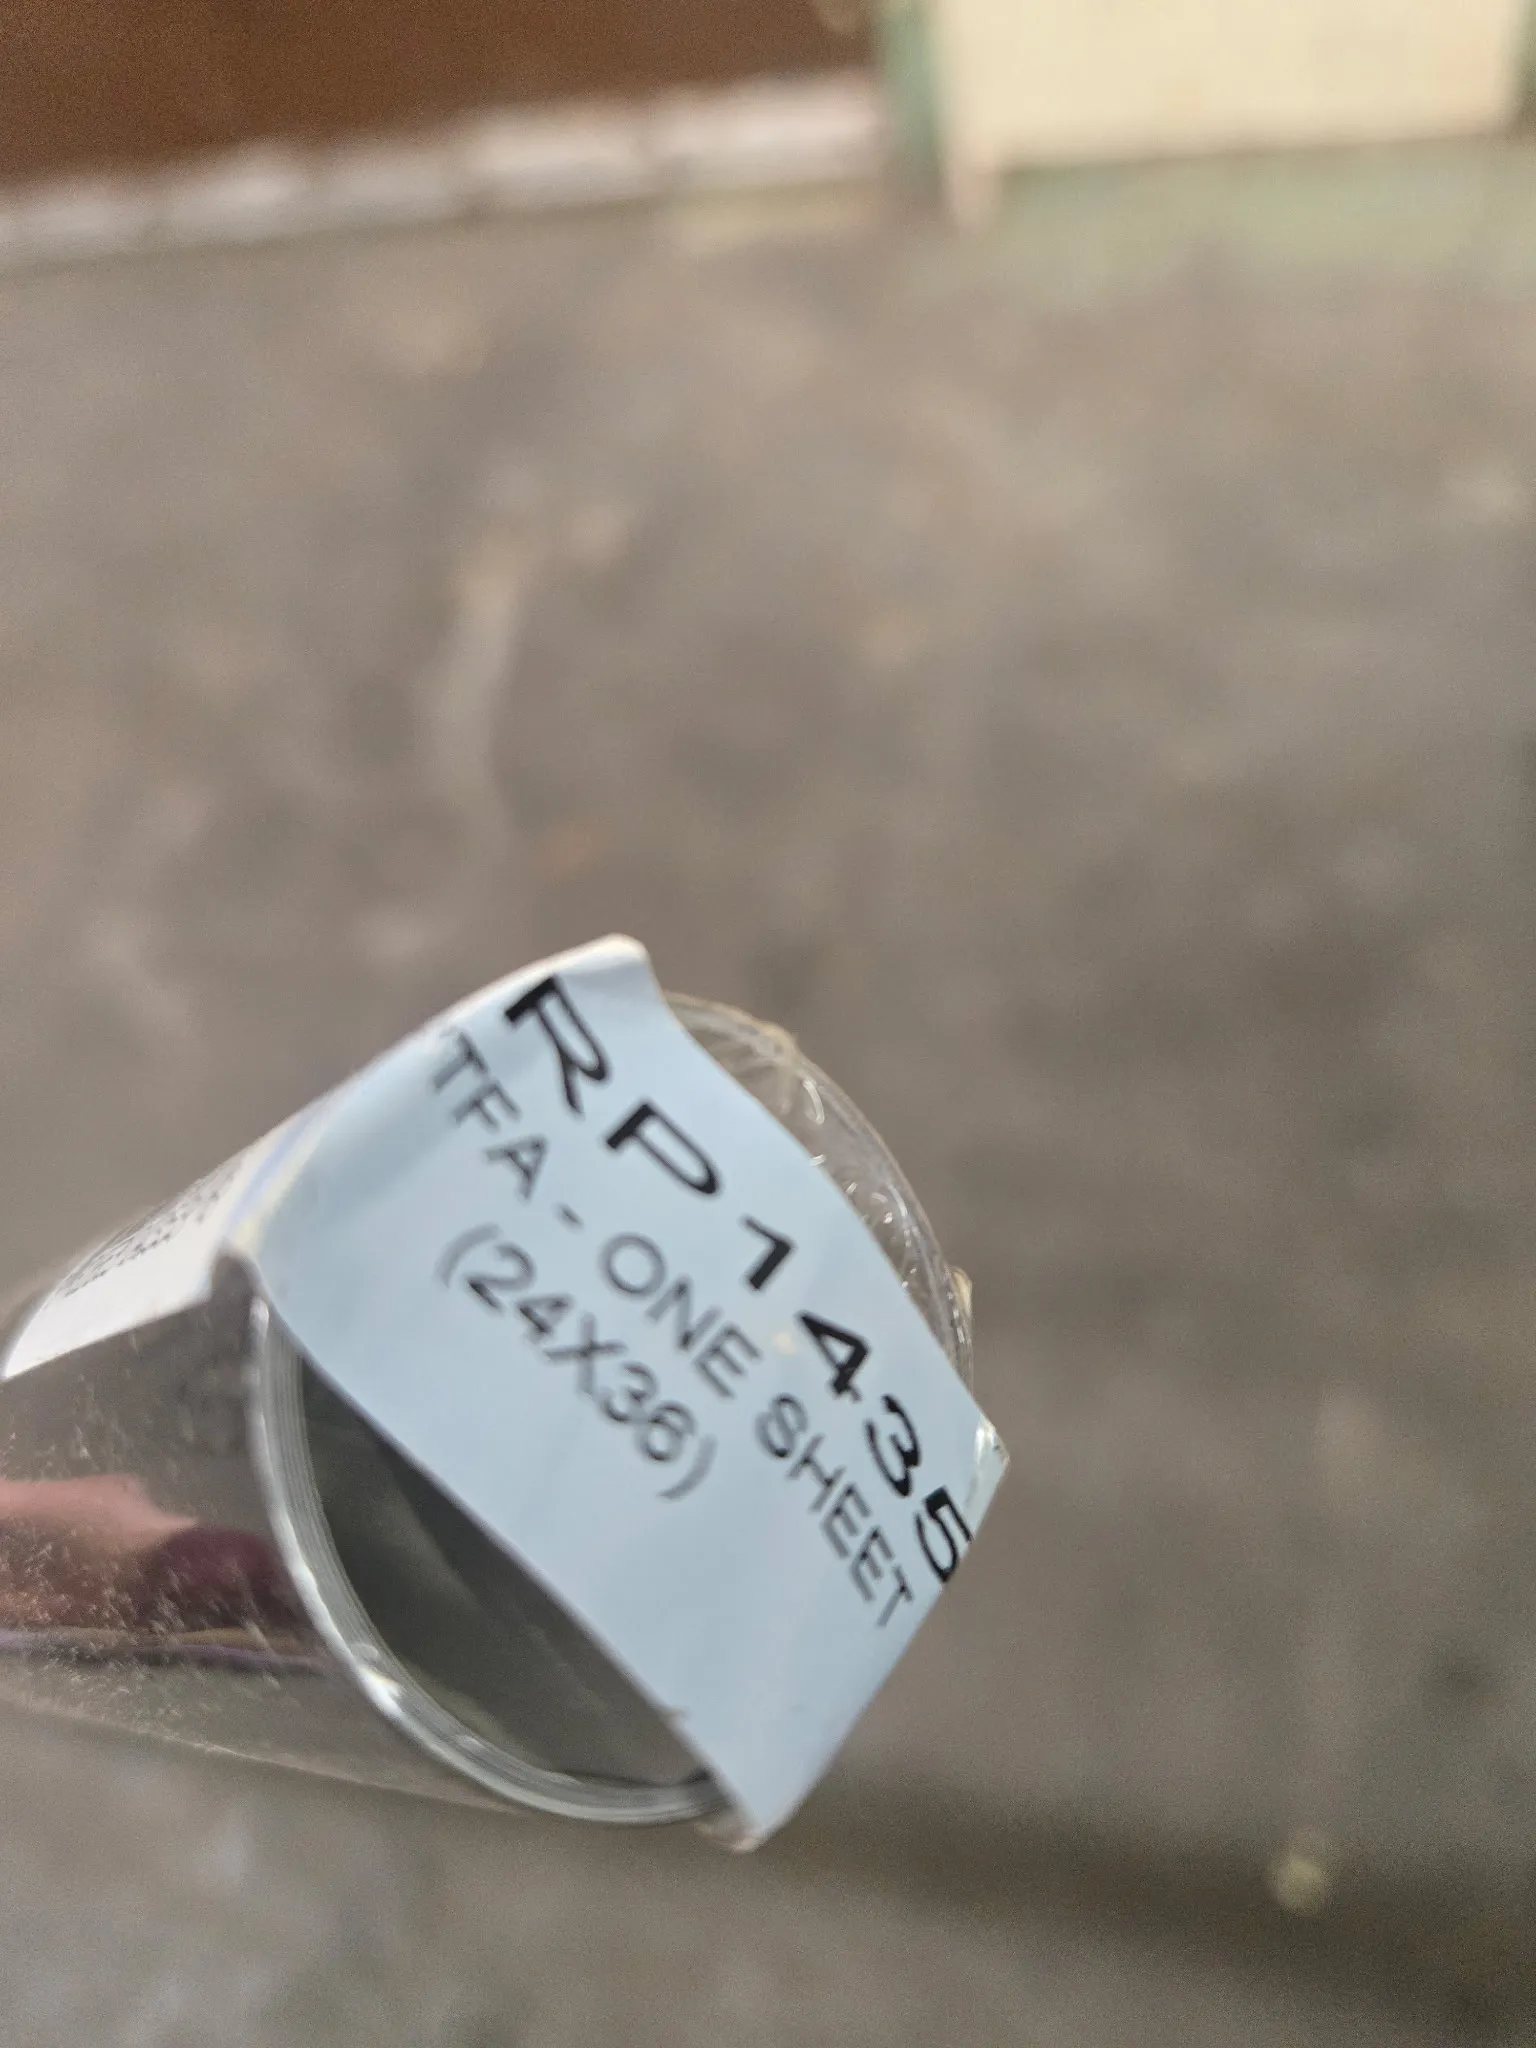 RP1435
TFA - ONE SHEET
(24X36)